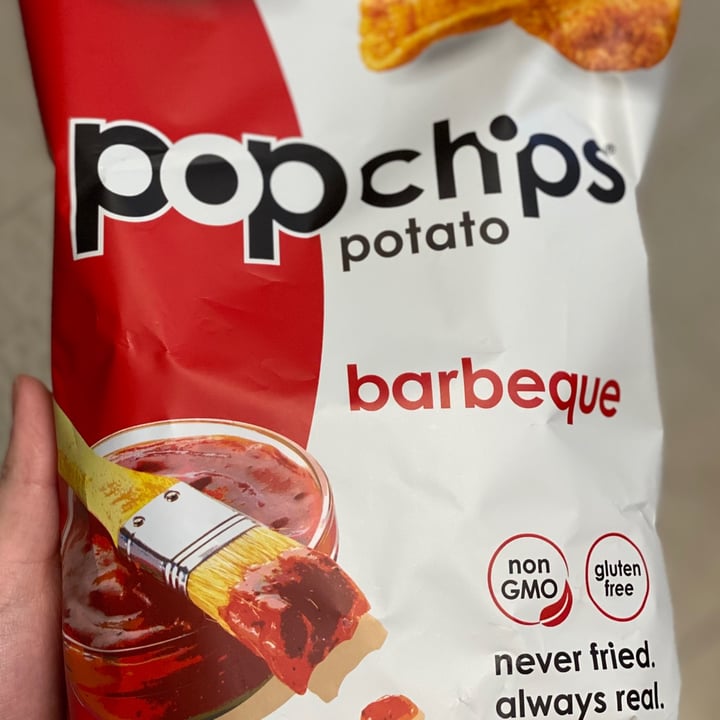 popchips
potato
barbeque
non
GMO
gluten
free
never fried.
always real.